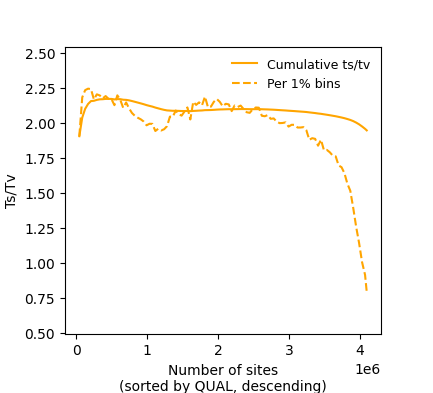 2.50
2.25
2.00
1.75
1.50
1.25
1.00
0.75
0.50
Ts/Tv
Cumulative ts/tv
Per 1% bins
0 1 2 3 4
1e6
Number of sites
(sorted by QUAL, descending)